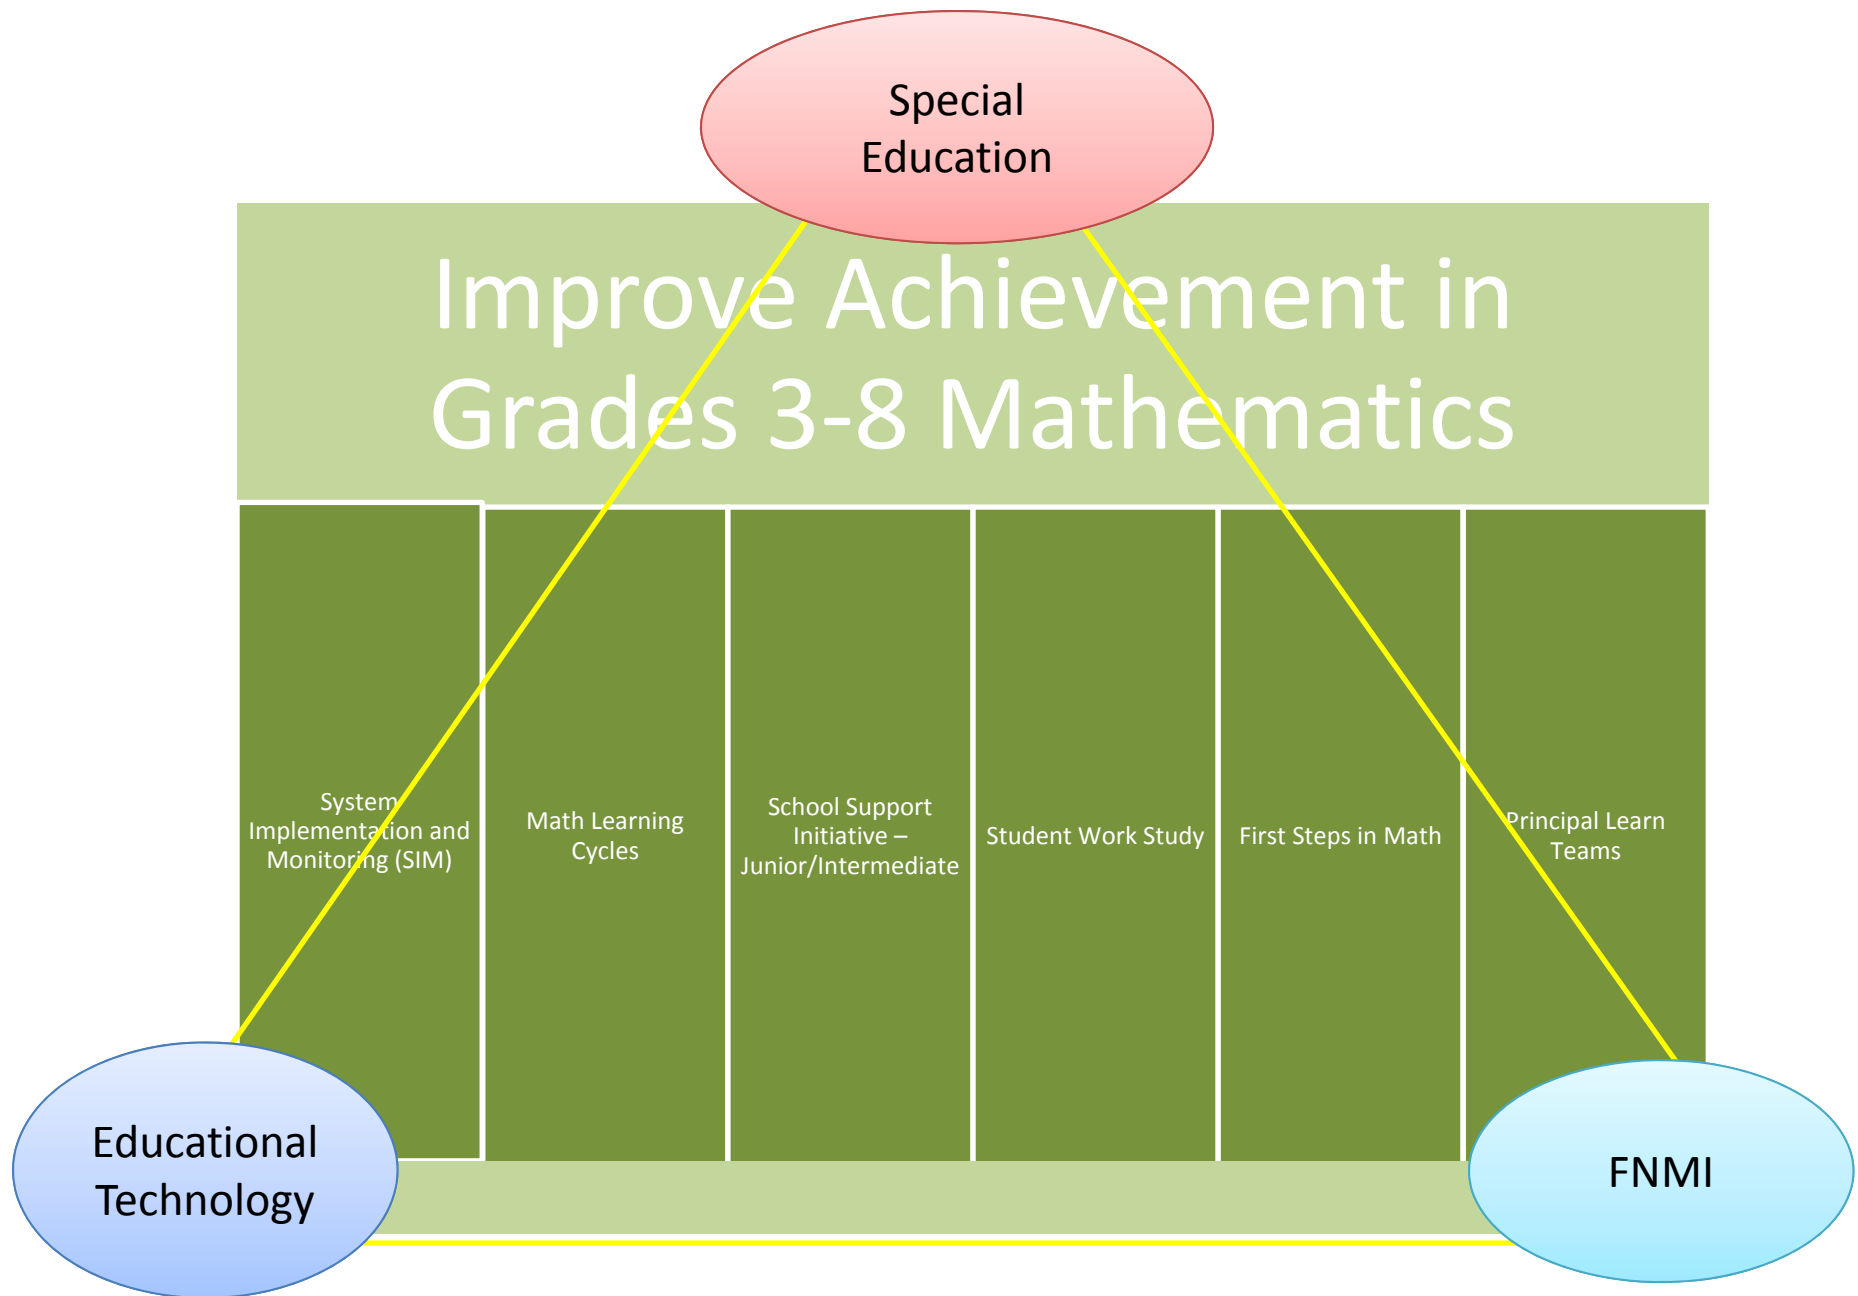 Special
Education
Improve Achievement in
Grades 3-8 Mathematics
System
Implementation and
Monitoring (SIM)
Math Learning
Cycles
School Support
Initiative –
Junior/Intermediate
Student Work Study
First Steps in Math
Principal Learn
Teams
Educational
Technology
FNMI